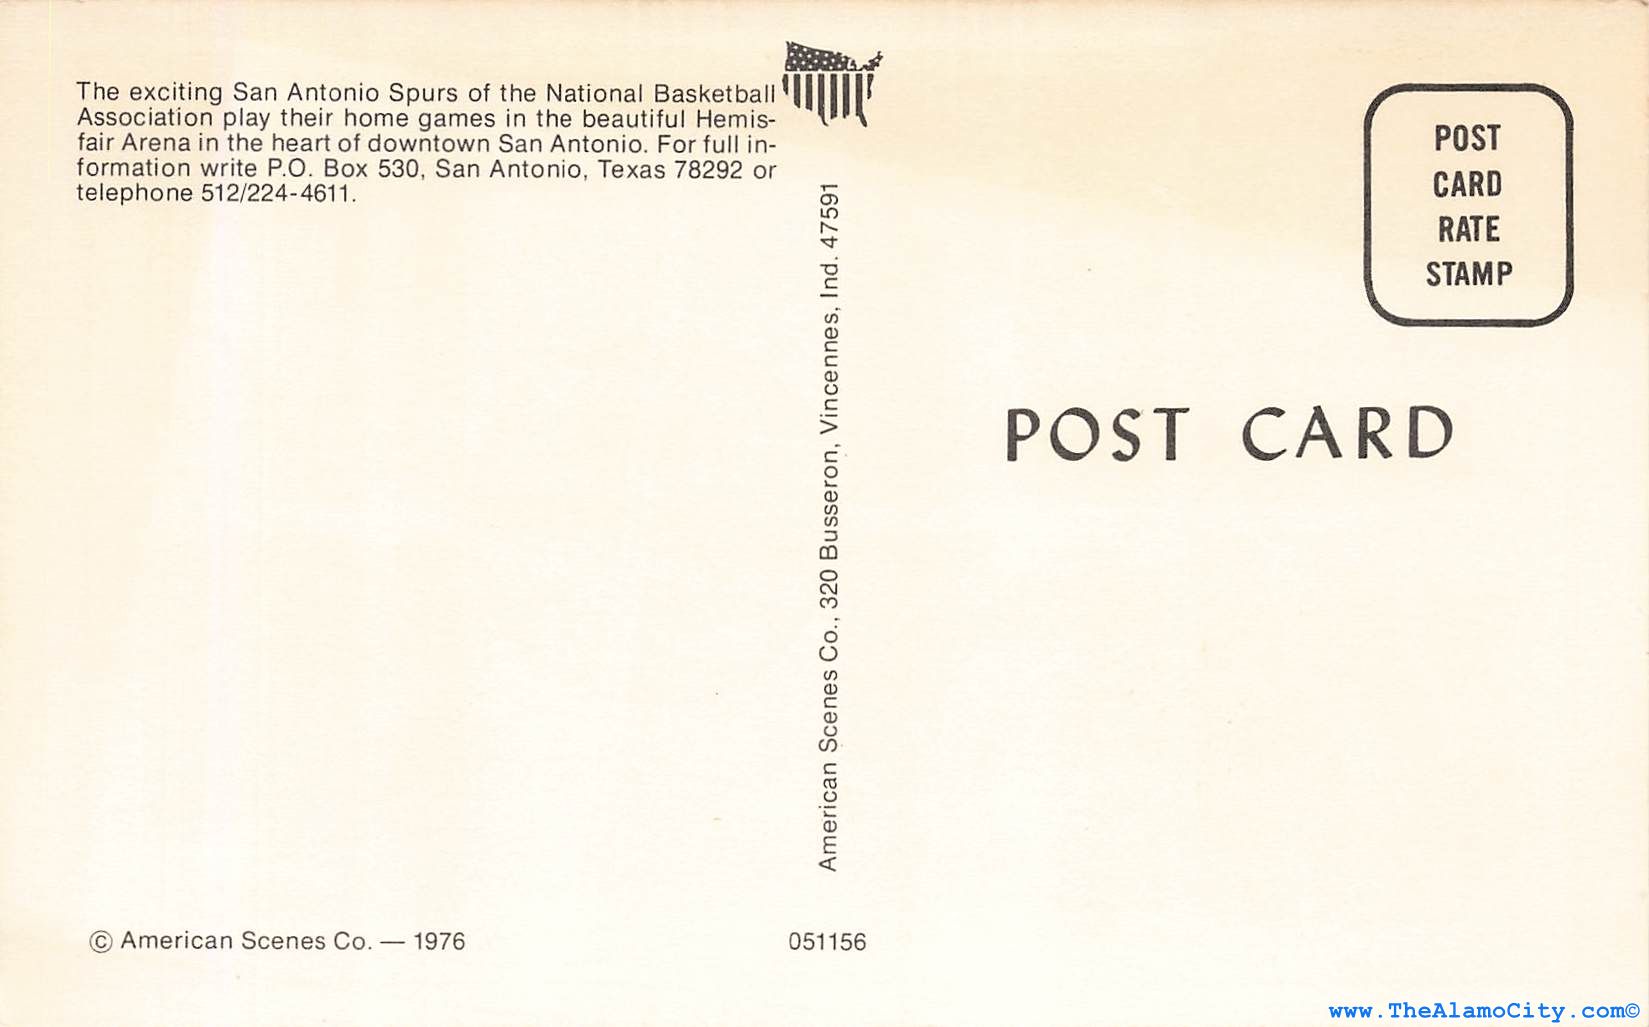 The exciting San Antonio Spurs of the National Basketball
Association play their home games in the beautiful Hemis-
fair Arena in the heart of downtown San Antonio. For full in-
formation write P.O. Box 530, San Antonio, Texas 78292 or
telephone 512/224-4611.
American Scenes Co., 320 Busseron, Vincennes, Ind. 47591
POST
CARD
RATE
STAMP
POST CARD
© American Scenes Co. — 1976
051156
www.TheAlamoCity.com©